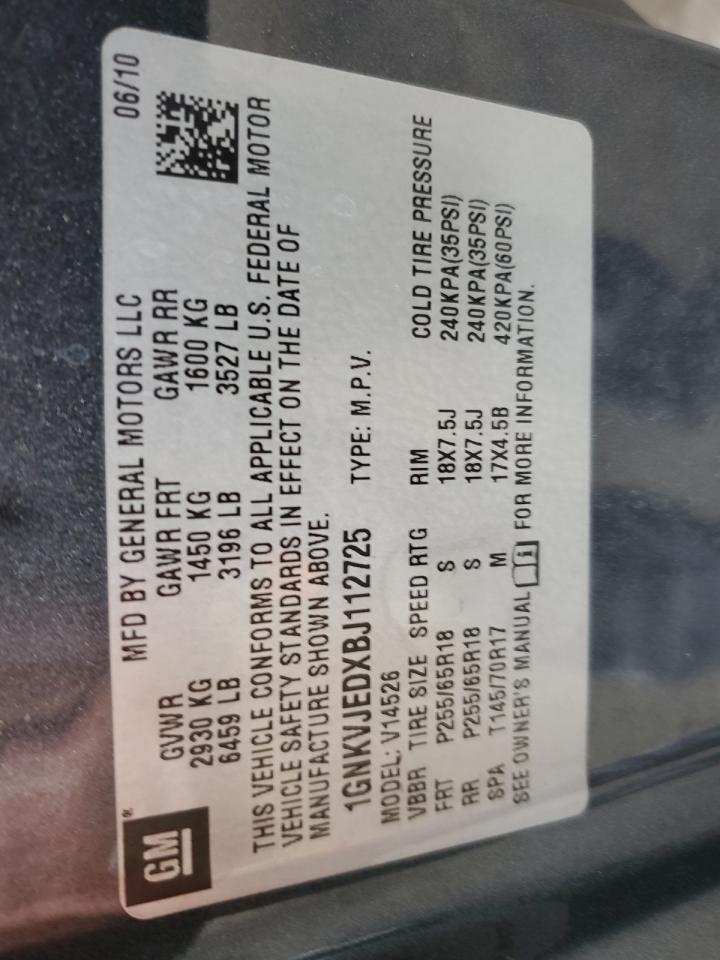 GM®
MFD BY GENERAL MOTORS LLC 06/10
GVWR GAWR FRT GAWR RR
2930 KG 1450 KG 1600 KG
6459 LB 3196 LB 3527 LB
THIS VEHICLE CONFORMS TO ALL APPLICABLE U.S. FEDERAL MOTOR
VEHICLE SAFETY STANDARDS IN EFFECT ON THE DATE OF
MANUFACTURE SHOWN ABOVE.
1GNKVJEDXBJ112725 TYPE: M.P.V.
MODEL: V14526
VBBR TIRE SIZE SPEED RTG RIM COLD TIRE PRESSURE
FRT P255/65R18 S 18X7.5J 240KPA(35PSI)
RR P255/65R18 S 18X7.5J 240KPA(35PSI)
SPA T145/70R17 M 17X4.5B 420KPA(60PSI)
SEE OWNER'S MANUAL FOR MORE INFORMATION.